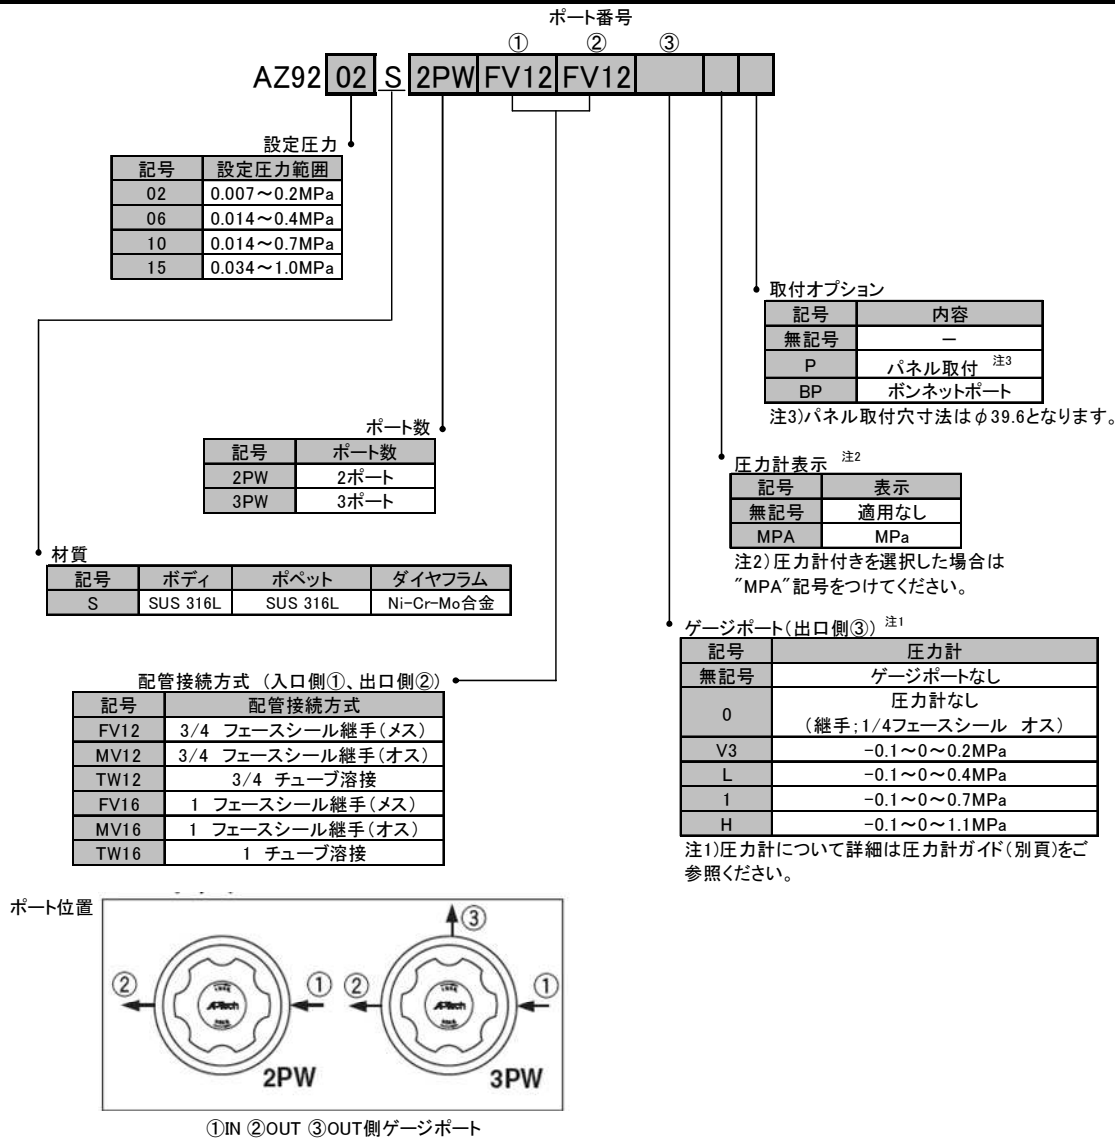 ポート番号
① ② ③
AZ92 02 S 2PW FV12 FV12
設定圧力
記号 設定圧力範囲
02 0.007～0.2MPa
06 0.014～0.4MPa
10 0.014～0.7MPa
15 0.034～1.0MPa
取付オプション
記号 内容
無記号 －
P パネル取付 注3
BP ボンネットポート
注3)パネル取付穴寸法はφ39.6となります。
ポート数
記号 ポート数
2PW 2ポート
3PW 3ポート
圧力計表示 注2
記号 表示
無記号 適用なし
MPA MPa
注2)圧力計付きを選択した場合は
"MPA"記号をつけてください。
材質
記号 ボディ ポペット ダイヤフラム
S SUS 316L SUS 316L Ni-Cr-Mo合金
ゲージポート(出口側③) 注1
記号 圧力計
無記号 ゲージポートなし
0 圧力計なし
(継手;1/4フェースシール オス)
V3 -0.1～0～0.2MPa
L -0.1～0～0.4MPa
1 -0.1～0～0.7MPa
H -0.1～0～1.1MPa
注1)圧力計について詳細は圧力計ガイド(別頁)をご
参照ください。
配管接続方式 (入口側①、出口側②)
記号 配管接続方式
FV12 3/4 フェースシール継手(メス)
MV12 3/4 フェースシール継手(オス)
TW12 3/4 チューブ溶接
FV16 1 フェースシール継手(メス)
MV16 1 フェースシール継手(オス)
TW16 1 チューブ溶接
ポート位置
③
② ① ② ①
APTech APTech
2PW 3PW
①IN ②OUT ③OUT側ゲージポート